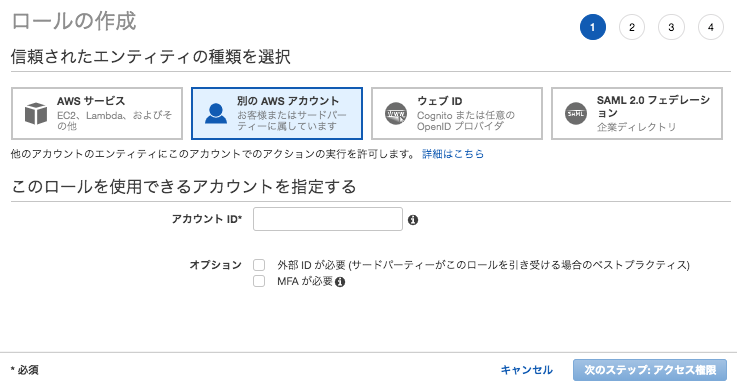 ロールの作成
1 2 3 4
信頼されたエンティティの種類を選択
AWS サービス
EC2、Lambda、およびそ
の他
別の AWS アカウント
お客様またはサードパー
ティーに属しています
ウェブ ID
Cognito または任意の
OpenID プロバイダ
WWW
SAML 2.0 フェデレーシ
ョン
企業ディレクトリ
SAML
他のアカウントのエンティティにこのアカウントでのアクションの実行を許可します。 詳細はこちら
このロールを使用できるアカウントを指定する
アカウント ID*
オプション
外部 ID が必要 (サードパーティーがこのロールを引き受ける場合のベストプラクティス)
MFA が必要
* 必須
キャンセル
次のステップ: アクセス権限